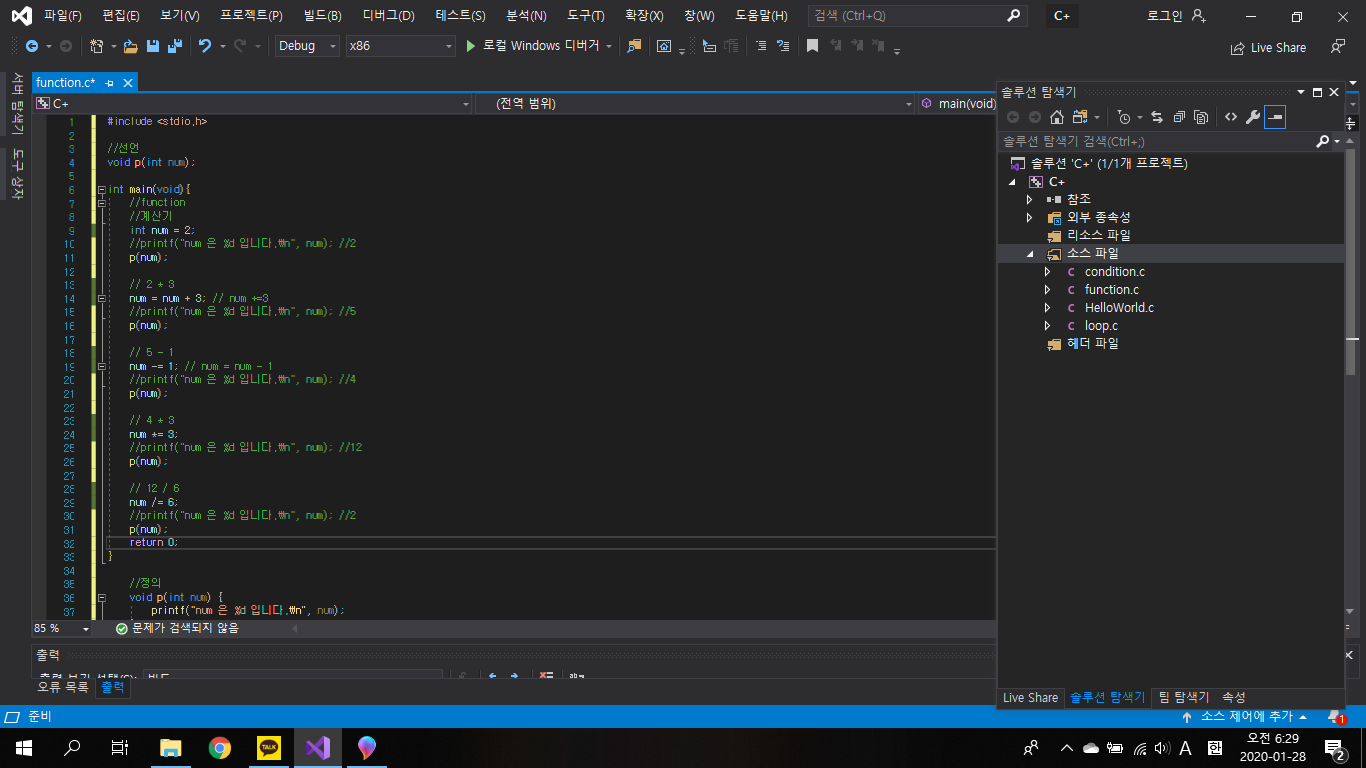 파일(F) 편집(E) 보기(V) 프로젝트(P) 빌드(B) 디버그(D) 테스트(S) 분석(N) 도구(T) 확장(X) 창(W) 도움말(H) 검색 (Ctrl+Q) C+ 로그인
Debug x86 로컬 Windows 디버거 Live Share
서버 탐색기
도구 상자
function.c*
C+ (전역 범위) main(void)
1 #include <stdio.h>
2
3 //선언
4 void p(int num);
5
6 int main(void){
7 //function
8 //계산기
9 int num = 2;
10 //printf("num 은 %d 입니다.₩n", num); //2
11 p(num);
12
13 // 2 * 3
14 num = num + 3; // num +=3
15 //printf("num 은 %d 입니다.₩n", num); //5
16 p(num);
17
18 // 5 - 1
19 num -= 1; // num = num - 1
20 //printf("num 은 %d 입니다.₩n", num); //4
21 p(num);
22
23 // 4 * 3
24 num *= 3;
25 //printf("num 은 %d 입니다.₩n", num); //12
26 p(num);
27
28 // 12 / 6
29 num /= 6;
30 //printf("num 은 %d 입니다.₩n", num); //2
31 p(num);
32 return 0;
33 }
34
35 //정의
36 void p(int num) {
37 printf("num 은 %d 입니다.₩n", num);
85 % 문제가 검색되지 않음
출력
오류 목록 출력
솔루션 탐색기
솔루션 탐색기 검색(Ctrl+;)
솔루션 'C+' (1/1개 프로젝트)
C+
참조
외부 종속성
리소스 파일
소스 파일
condition.c
function.c
HelloWorld.c
loop.c
헤더 파일
Live Share 솔루션 탐색기 팀 탐색기 속성
준비 소스 제어에 추가 1
TALK
A 한 오전 6:29
2020-01-28 2